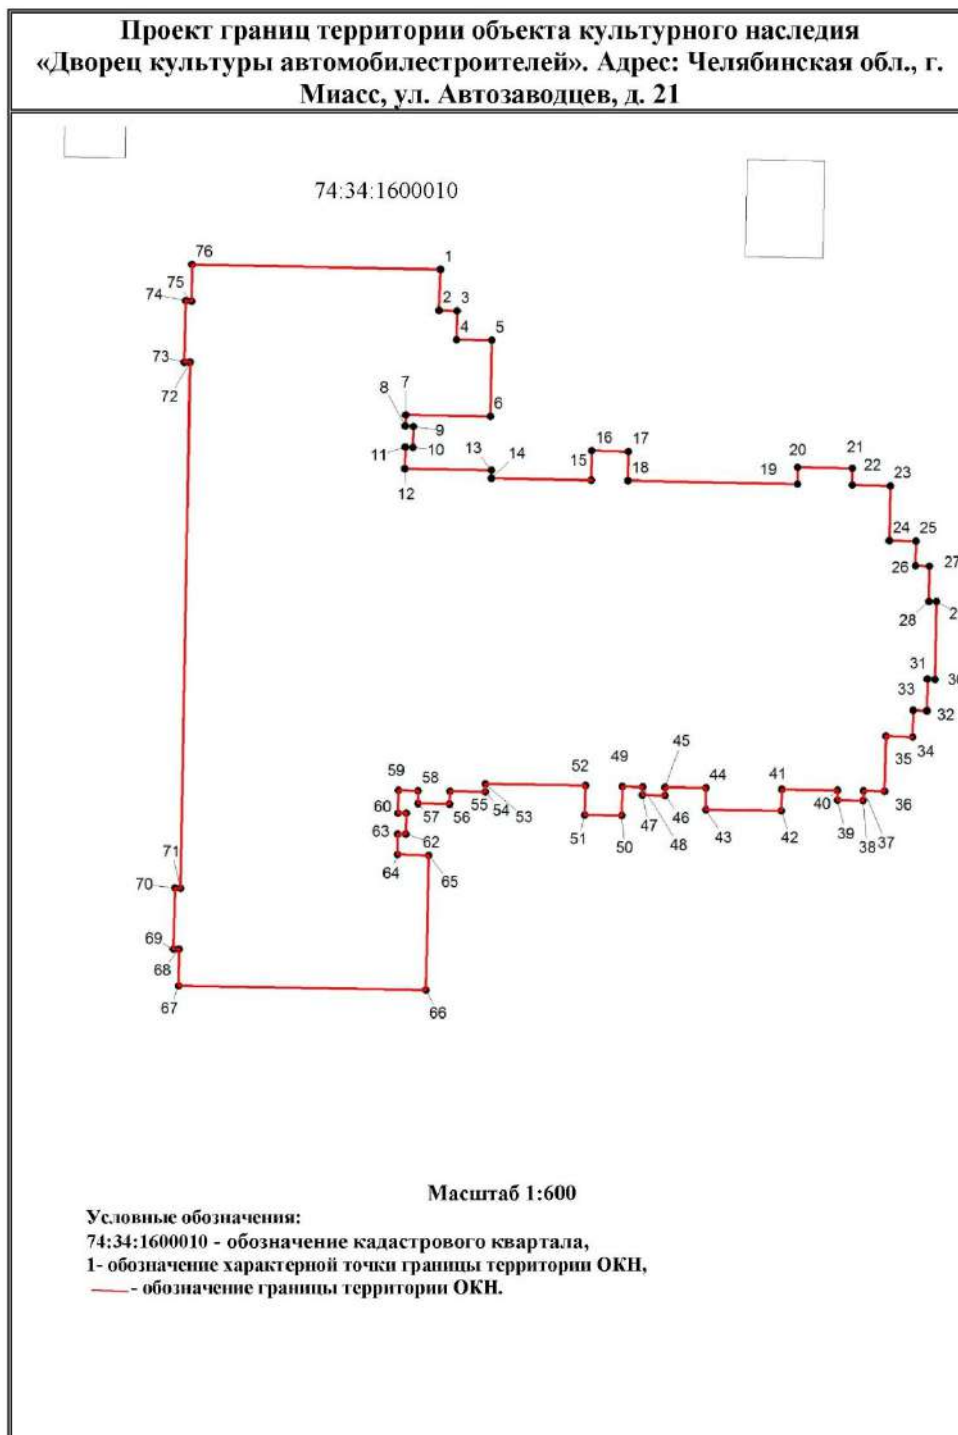 Проект границ территории объекта культурного наследия
«Дворец культуры автомобилестроителей». Адрес: Челябинская обл., г.
Миасс, ул. Автозаводцев, д. 21
74:34:1600010
76 1
75
74 2 3
4 5
73
72
7
8 6
9
11 10
12
13 14
15 16 17
18
19 20 21
22 23
24 25
26 27
28
31
33
32
34
35
36
45
49
52 44 41
59 58
60 57 56 55 54 53
51 50 47 48 46 43 42 40 39 38 37
63 62
64 65
71
70
69
68
67 66
Масштаб 1:600
Условные обозначения:
74:34:1600010 - обозначение кадастрового квартала,
1- обозначение характерной точки границы территории ОКН,
- обозначение границы территории ОКН.